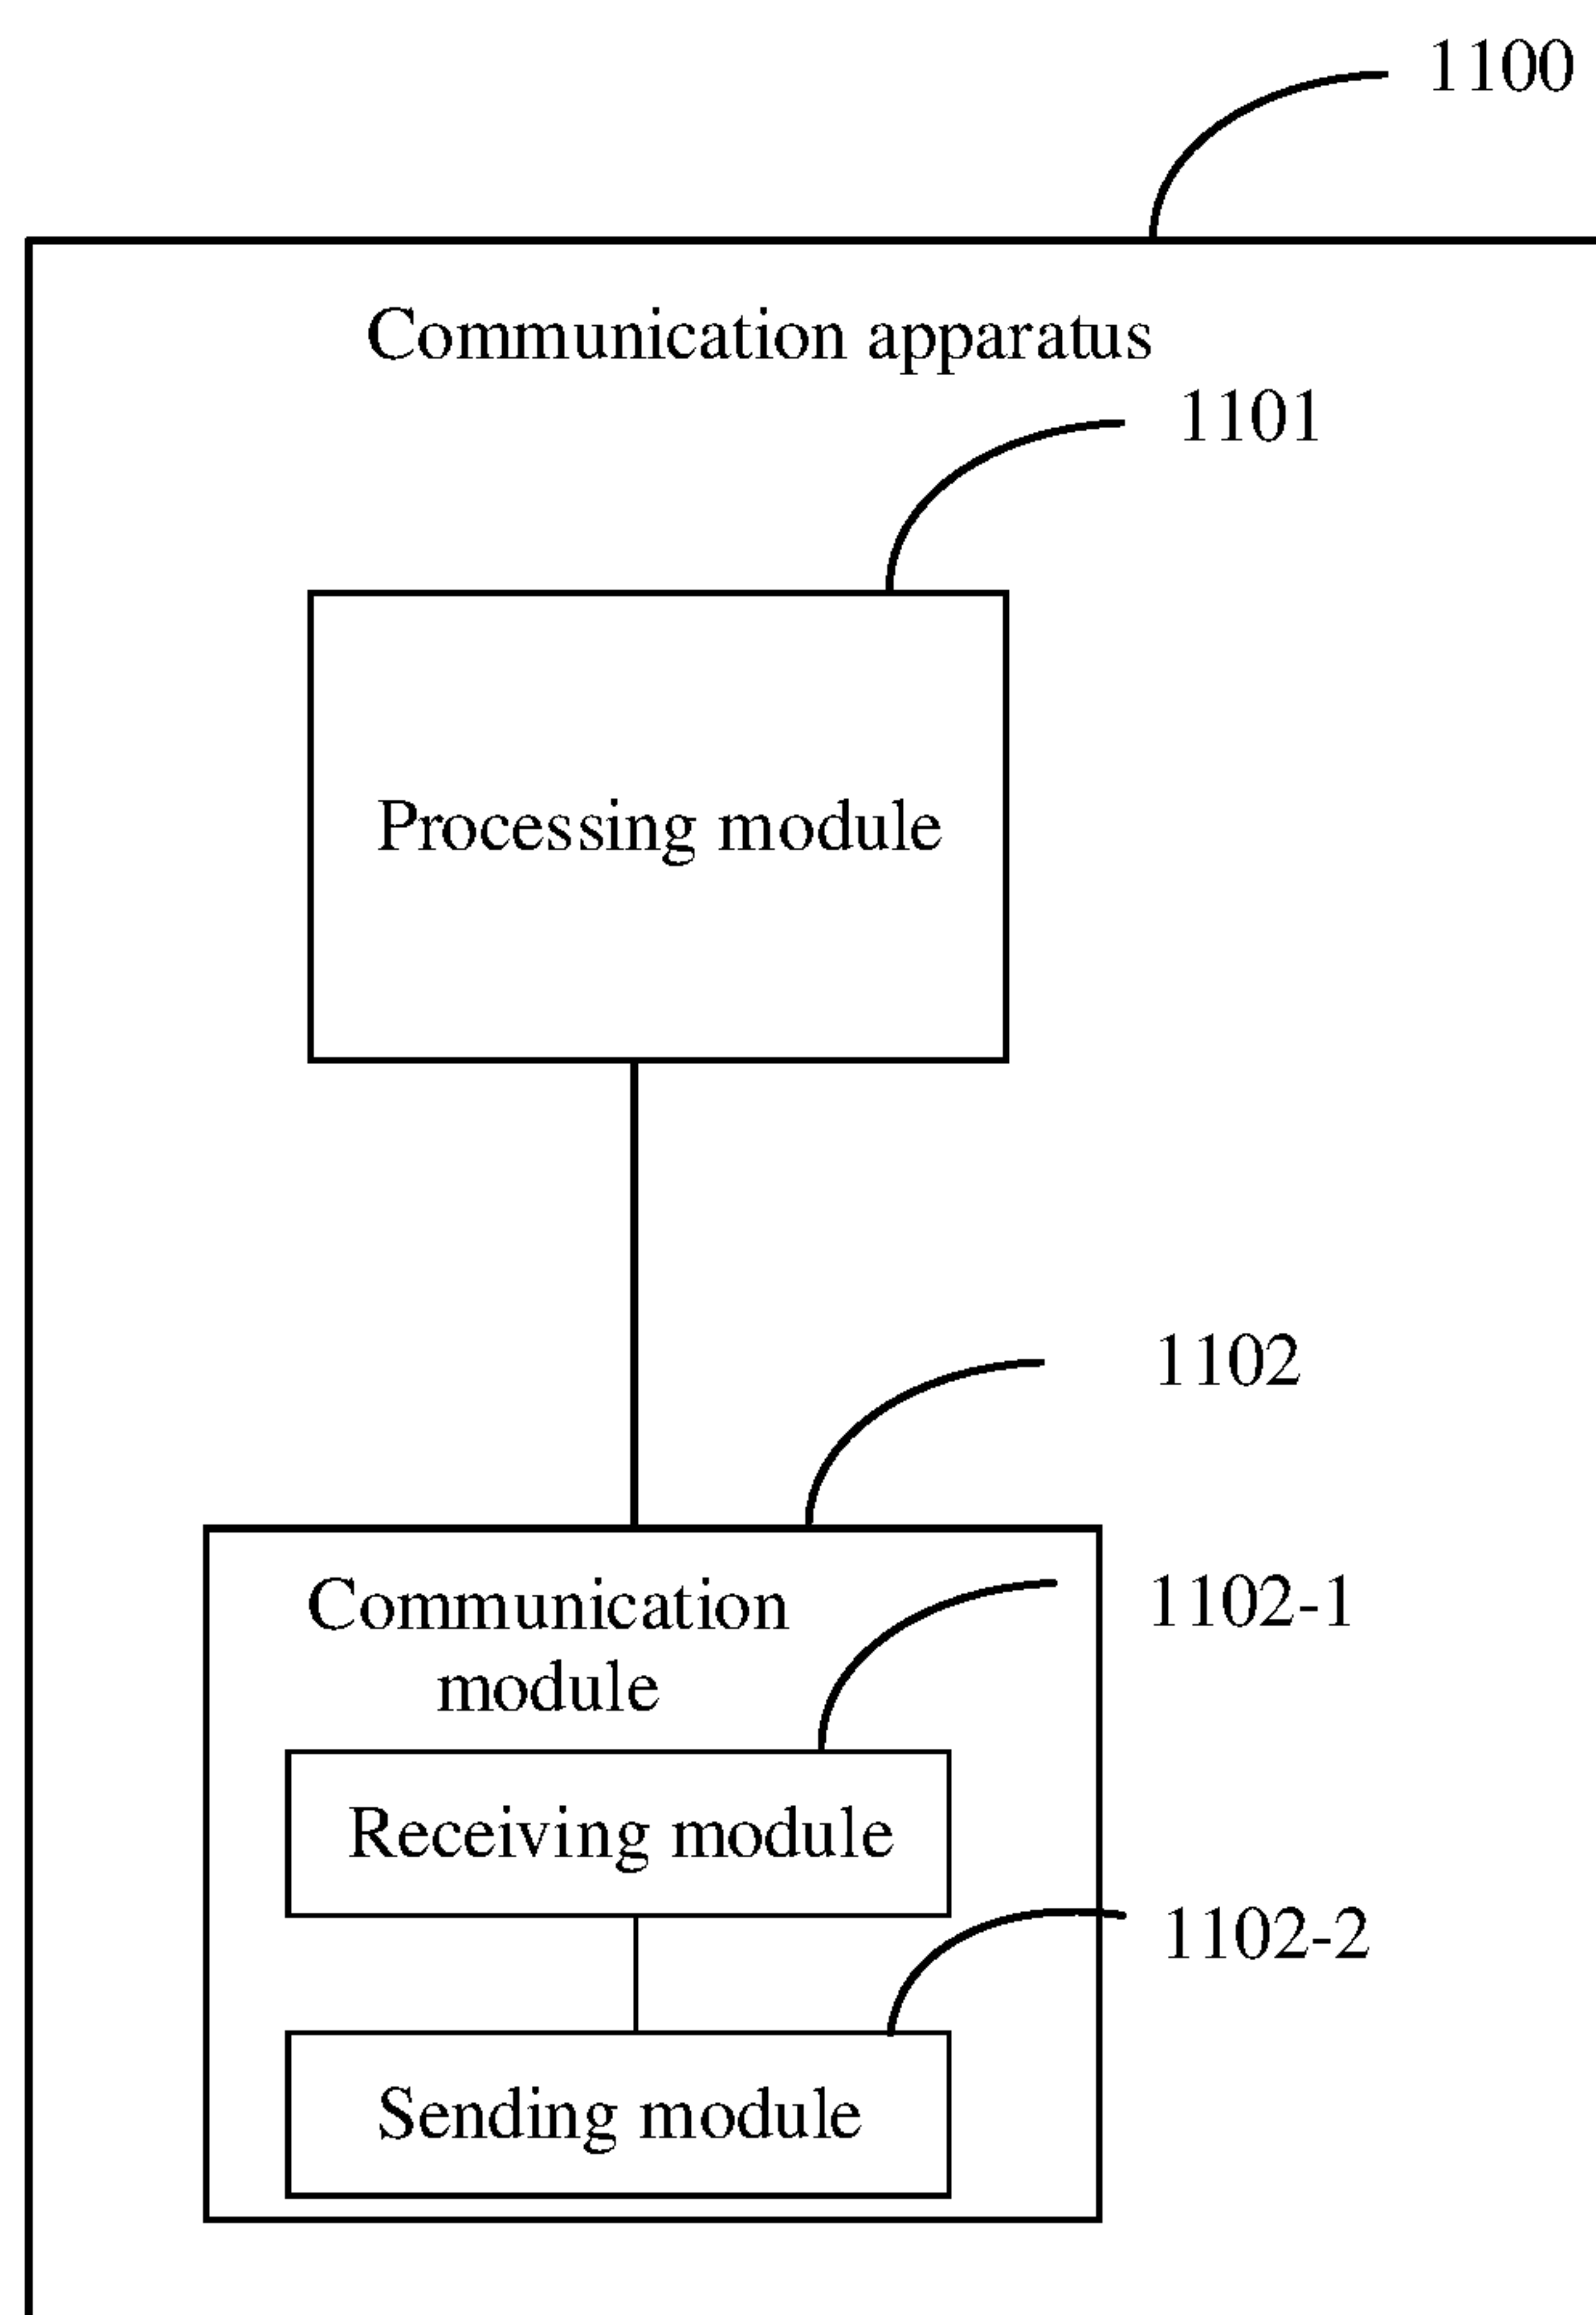 1100
Communication apparatus
1101
Processing module
1102
Communication
module
1102-1
Receiving module
1102-2
Sending module